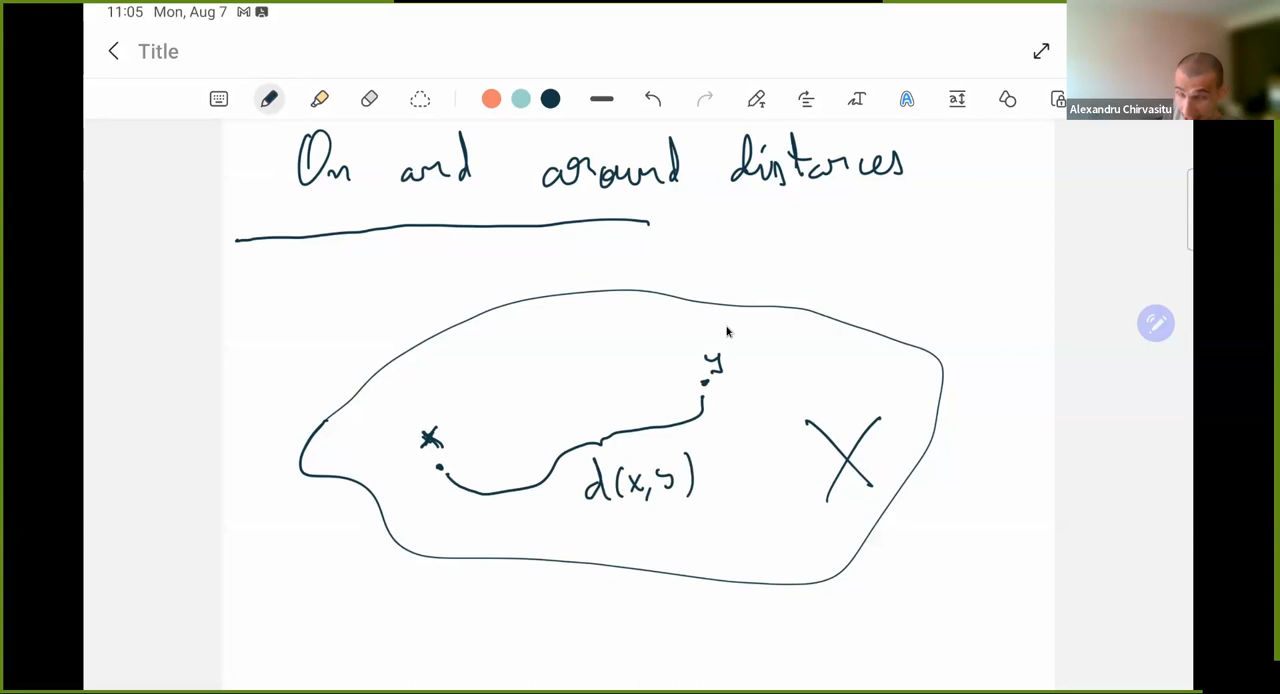 11:05 Mon, Aug 7
Title
Alexandru Chirvasitu
On and around distances
y
x
d(x,y)
X